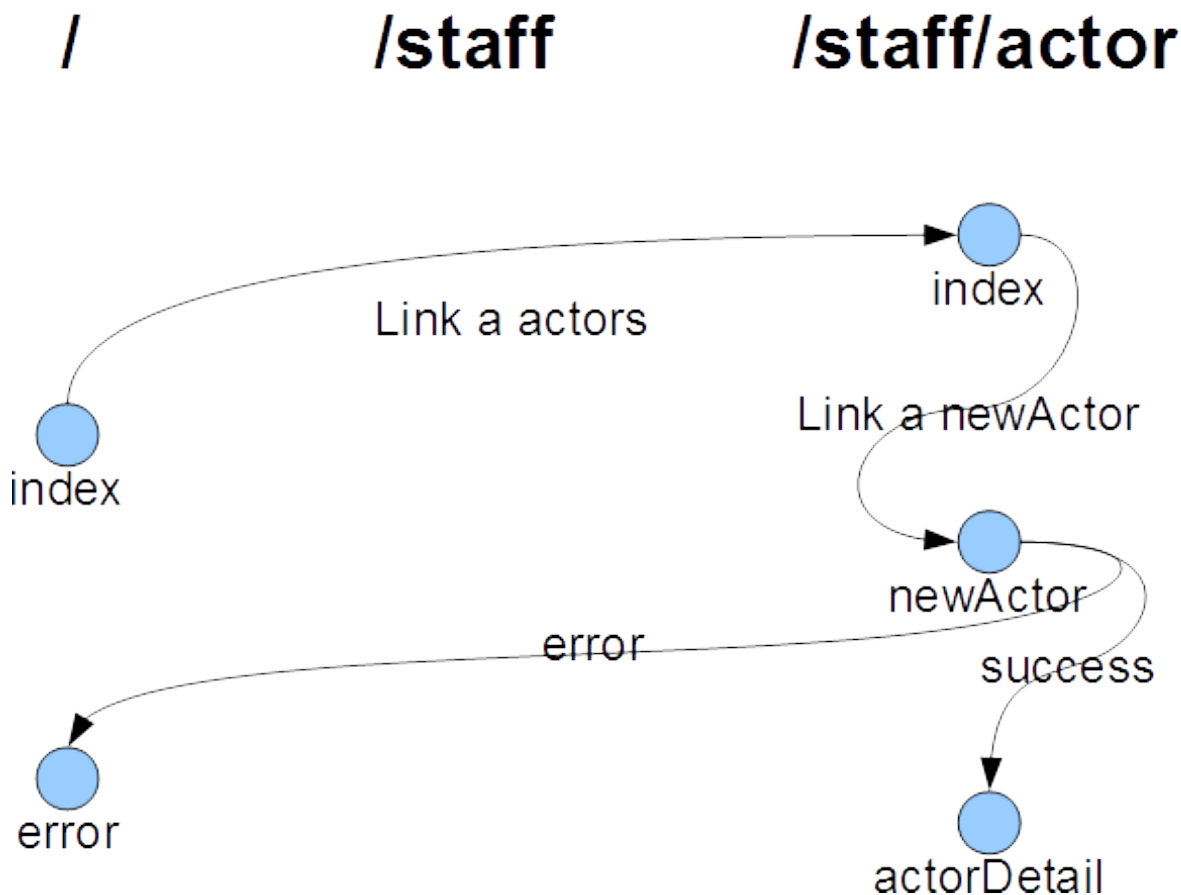 / /staff /staff/actor
index
Link a actors
Link a newActor
index
newActor
error
success
error
actorDetail